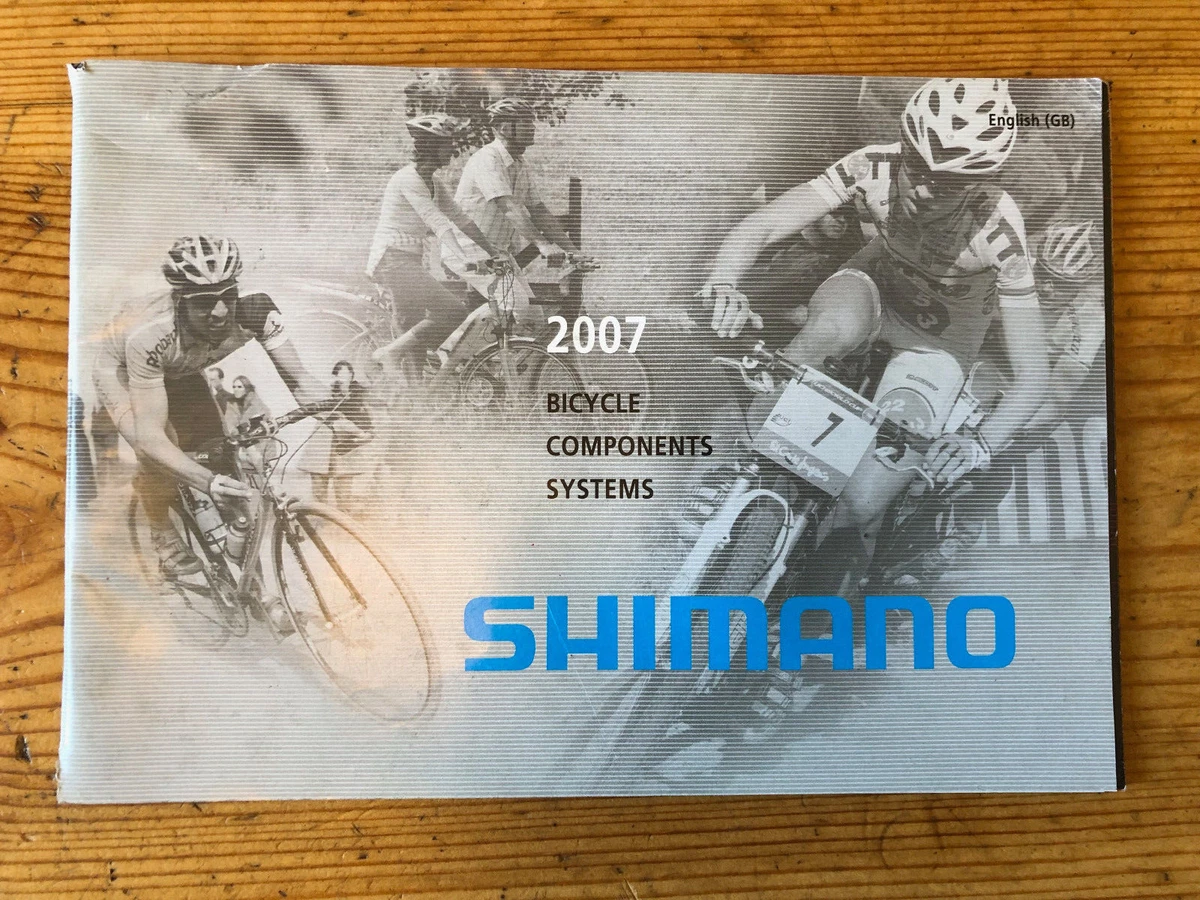 English (GB)
2007
BICYCLE
COMPONENTS
SYSTEMS
7
SHIMANO